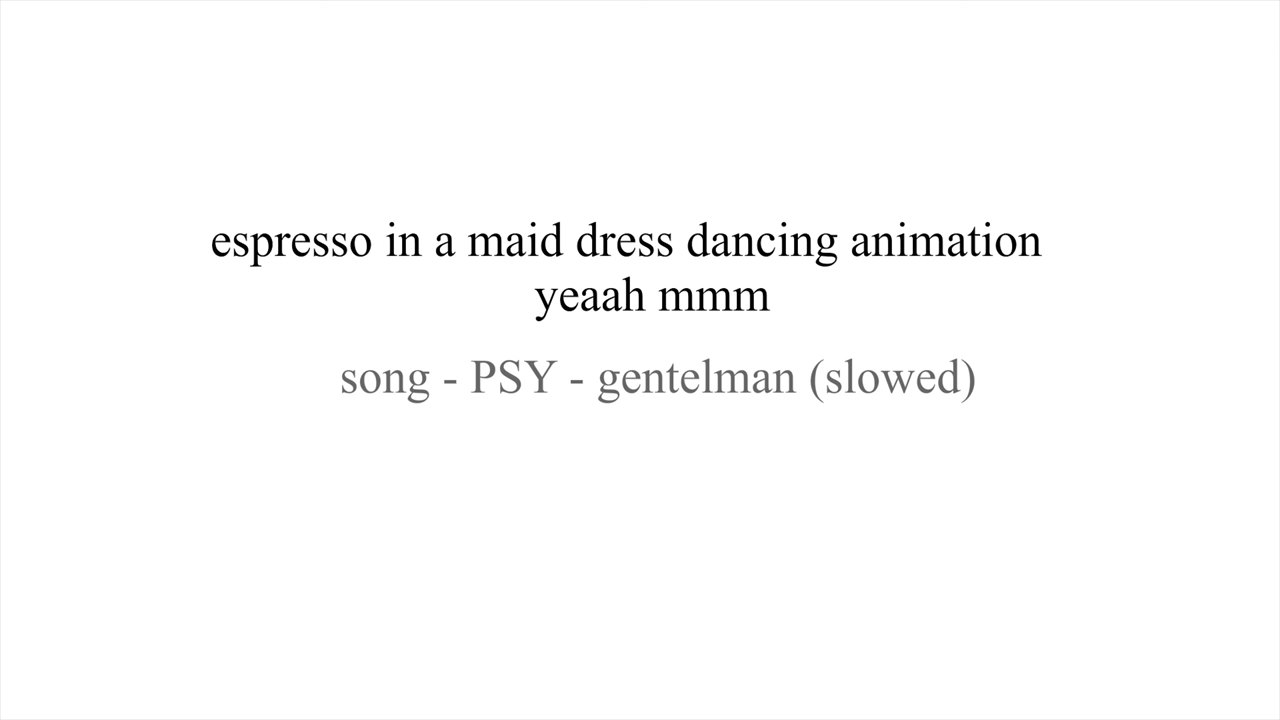 espresso in a maid dress dancing animation
yeaah mmm
song - PSY - gentelman (slowed)